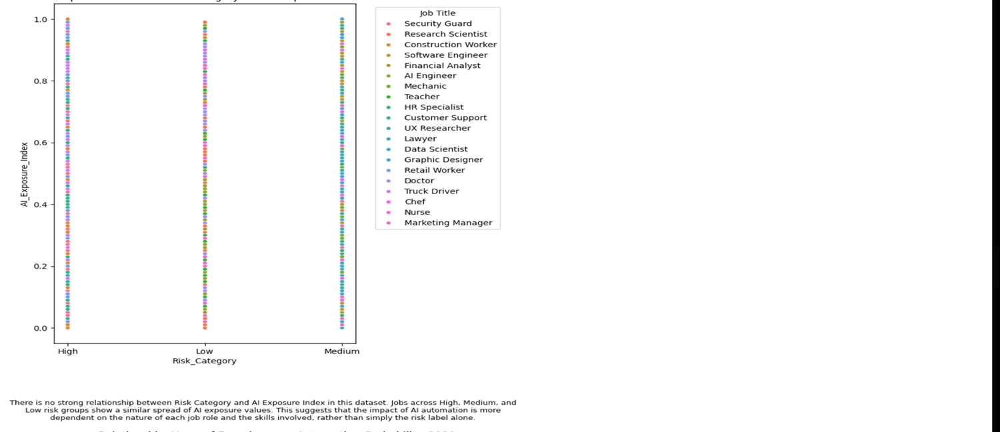 1.0
0.8
0.6
0.4
0.2
0.0
AI_Exposure_Index
High Low Medium
Risk_Category
Job Title
Security Guard
Research Scientist
Construction Worker
Software Engineer
Financial Analyst
AI Engineer
Mechanic
Teacher
HR Specialist
Customer Support
UX Researcher
Lawyer
Data Scientist
Graphic Designer
Retail Worker
Doctor
Truck Driver
Chef
Nurse
Marketing Manager
There is no strong relationship between Risk Category and AI Exposure Index in this dataset. Jobs across High, Medium, and
Low risk groups show a similar spread of AI exposure values. This suggests that the impact of AI automation is more
dependent on the nature of each job role and the skills involved, rather than simply the risk label alone.